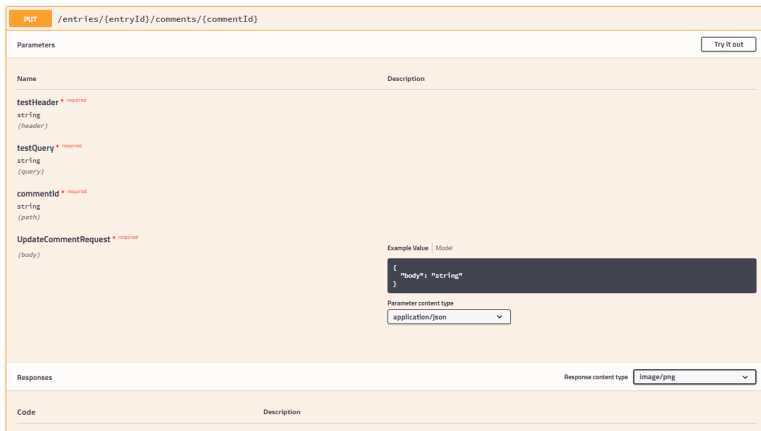 PUT /entries/{entryId}/comments/{commentId}
Parameters Try it out
Name Description
testHeader * required
string
(header)
testQuery * required
string
(query)
commentId * required
string
(path)
UpdateCommentRequest * required
(body)
Example Value Model
{
"body": "string"
}
Parameter content type
application/json
Responses Response content type image/png
Code Description